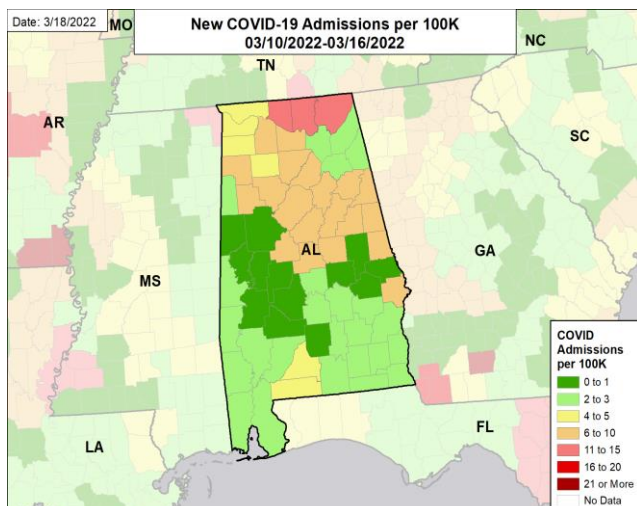 Date: 3/18/2022
New COVID-19 Admissions per 100K
03/10/2022-03/16/2022
MO
TN
NC
AR
SC
MS
AL
GA
LA
FL
COVID
Admissions
per 100K
0 to 1
2 to 3
4 to 5
6 to 10
11 to 15
16 to 20
21 or More
No Data